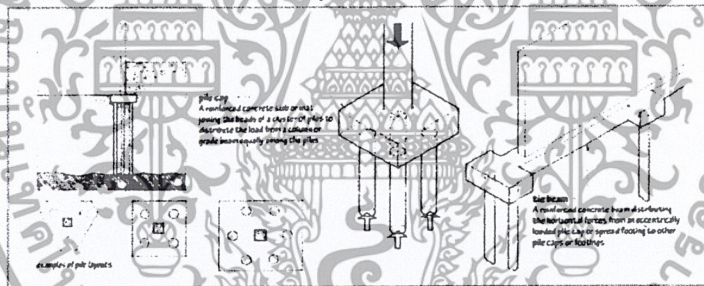 pile cap
A reinforced concrete slab or mat
joining the heads of a cluster of piles to
distribute the load from a column or
grade beam equally among the piles.
tie beam
A reinforced concrete beam distributing
the horizontal forces from an eccentrically
loaded pile cap or spread footing to other
pile caps or footings.
examples of pile layouts